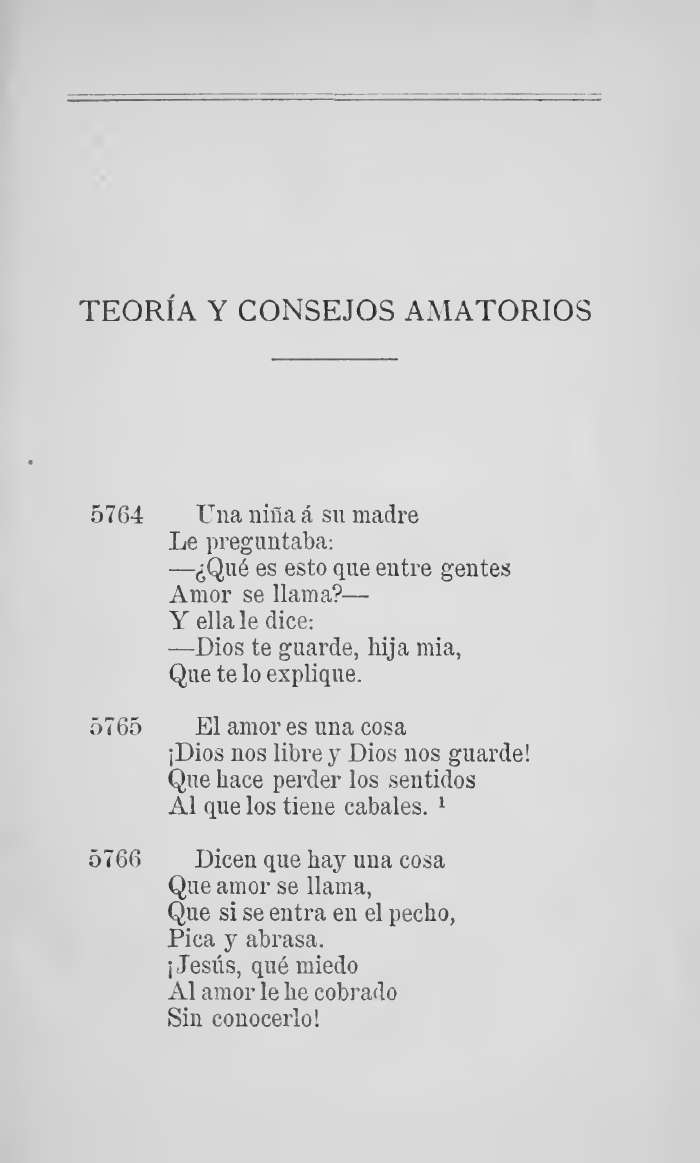 TEORÍA Y CONSEJOS AMATORIOS
5764 Una niña á su madre
Le preguntaba:
—¿Qué es esto que entre gentes
Amor se llama?—
Y ella le dice:
—Dios te guarde, hija mia,
Que te lo explique.
5765 El amor es una cosa
¡Dios nos libre y Dios nos guarde!
Que hace perder los sentidos
Al que los tiene cabales. ¹
5766 Dicen que hay una cosa
Que amor se llama,
Que si se entra en el pecho,
Pica y abrasa.
¡Jesús, qué miedo
Al amor le he cobrado
Sin conocerlo!